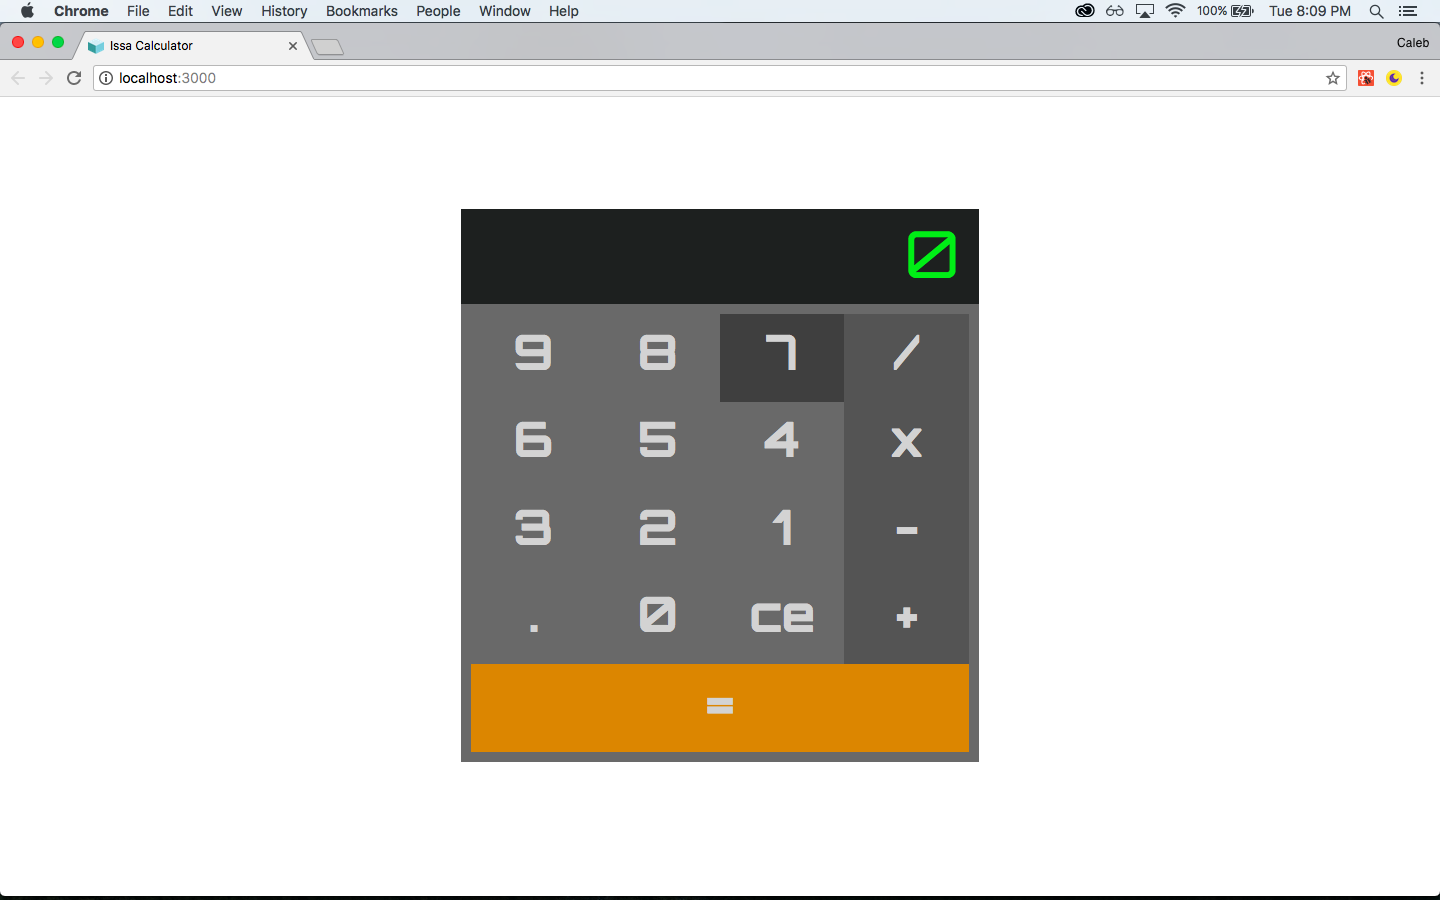 Chrome File Edit View History Bookmarks People Window Help 100% Tue 8:09 PM
Issa Calculator Caleb
localhost:3000
0
9 8 7 /
6 5 4 x
3 2 1 -
. 0 ce +
=